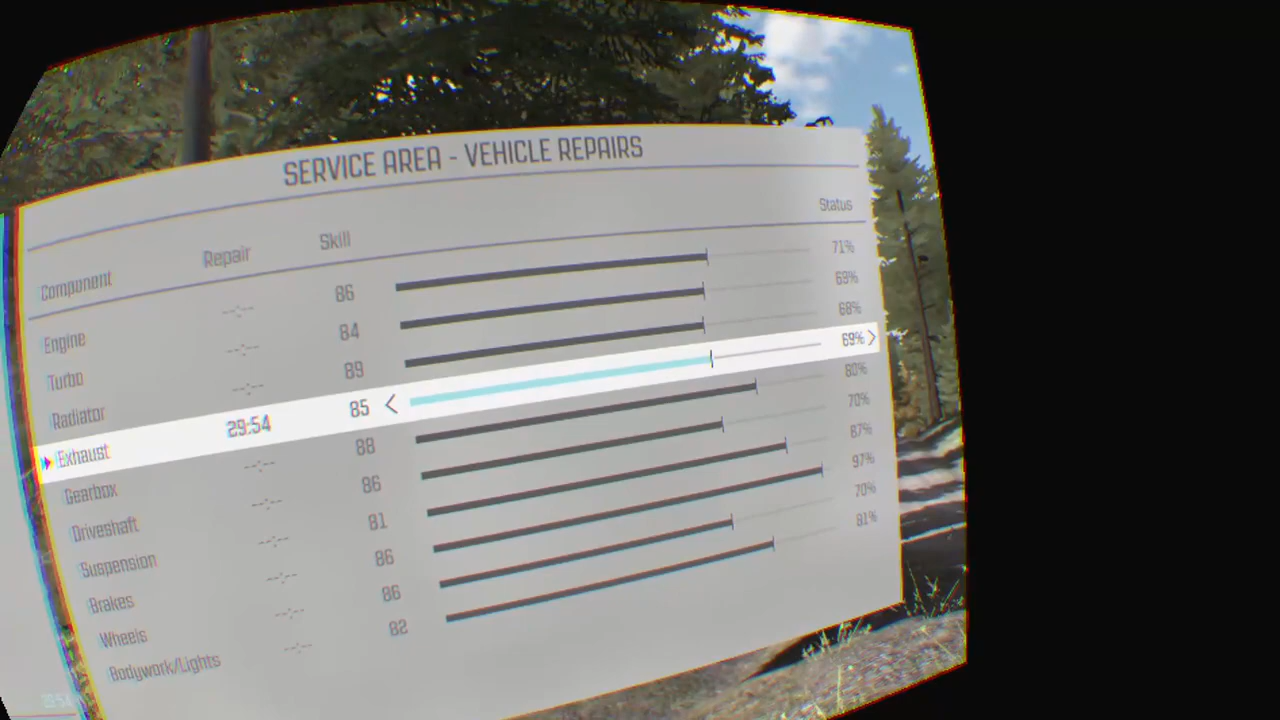 SERVICE AREA - VEHICLE REPAIRS
Component Repair Skill Status
Engine --:-- 86 71%
Turbo --:-- 84 69%
Radiator --:-- 89 68%
Exhaust 29:54 85 < 69% >
Gearbox --:-- 88 80%
Driveshaft --:-- 86 70%
Suspension --:-- 81 87%
Brakes --:-- 86 97%
Wheels --:-- 86 70%
Bodywork/Lights --:-- 82 81%